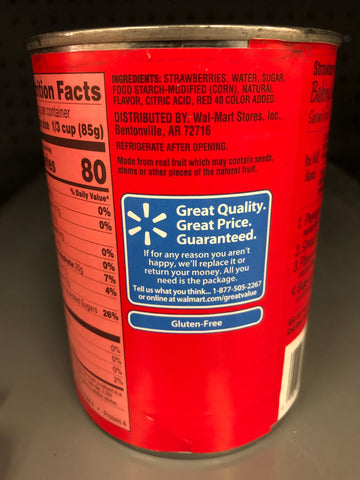 tion Facts
per container
size 1/3 cup (85g)
80
% Daily Value*
0%
0%
0%
0%
7%
4%
Added Sugars 26%
0%
0%
0%
2%
INGREDIENTS: STRAWBERRIES, WATER, SUGAR,
FOOD STARCH-MODIFIED (CORN), NATURAL
FLAVOR, CITRIC ACID, RED 40 COLOR ADDED.
DISTRIBUTED BY: Wal-Mart Stores, Inc.,
Bentonville, AR 72716
REFRIGERATE AFTER OPENING.
Made from real fruit which may contain seeds,
stems or other pieces of the natural fruit.
Great Quality.
Great Price.
Guaranteed.
If for any reason you aren't
happy, we'll replace it or
return your money. All you
need is the package.
Tell us what you think... 1-877-505-2267
or online at walmart.com/greatvalue
Gluten-Free